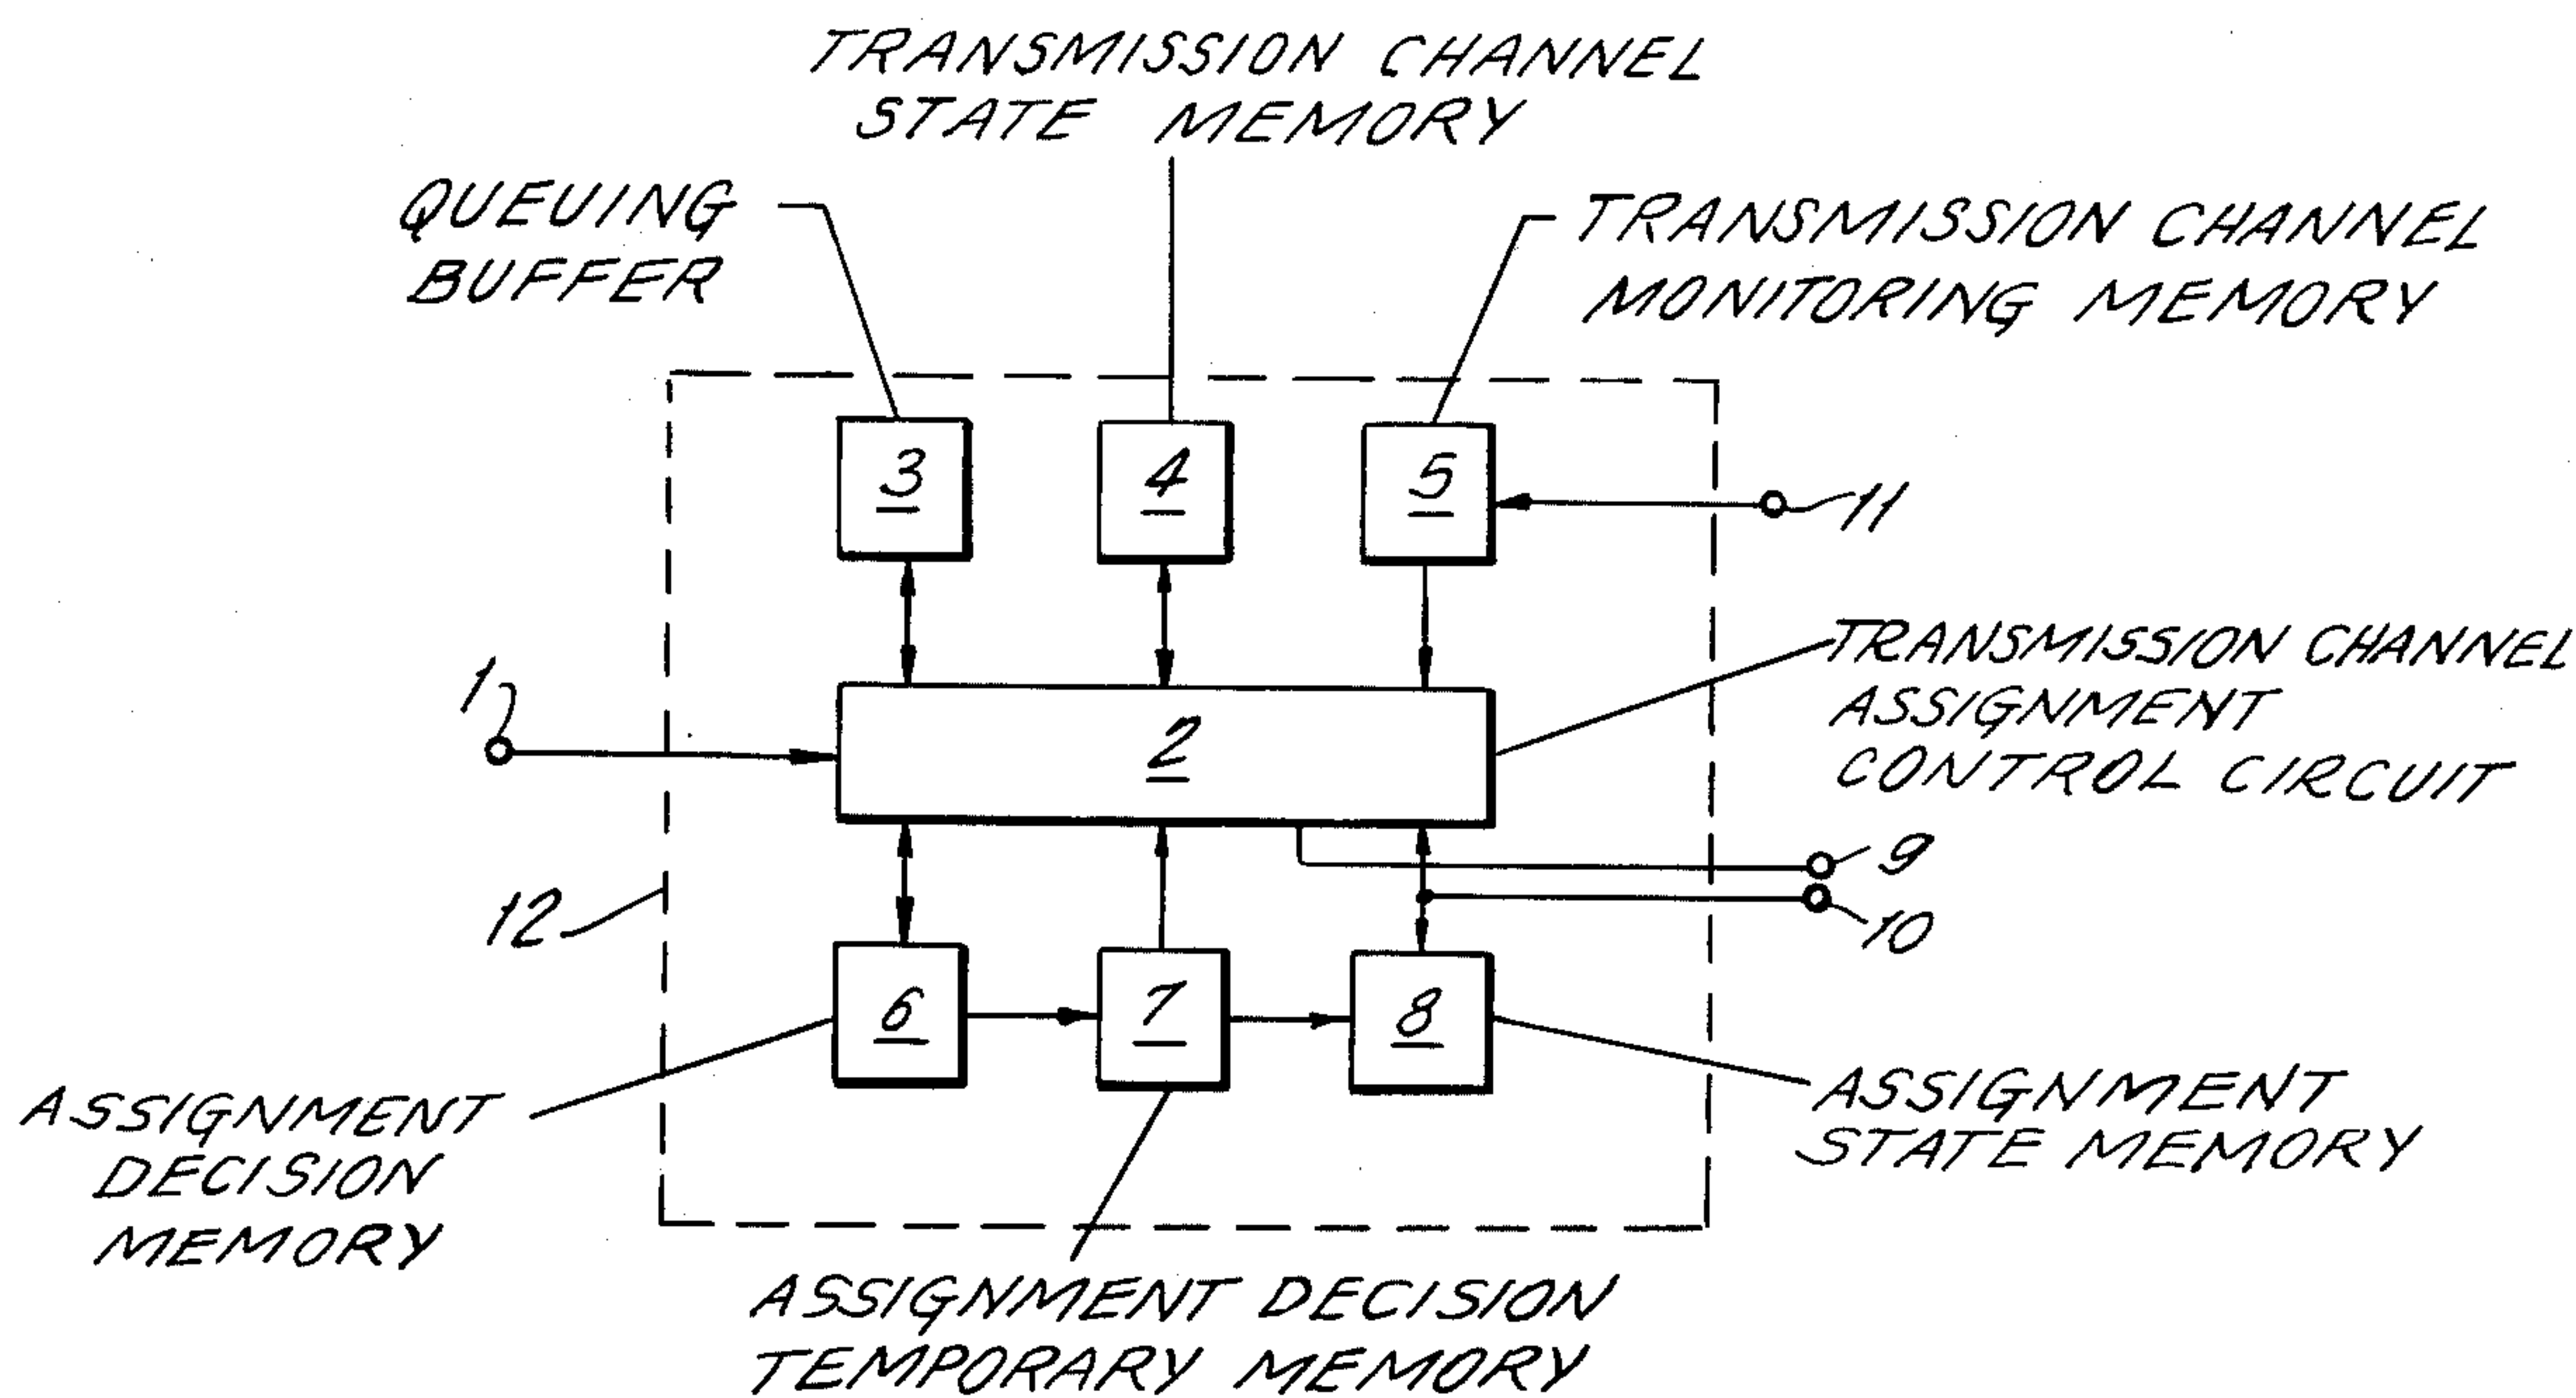 TRANSMISSION CHANNEL
STATE MEMORY
QUEUING
BUFFER
TRANSMISSION CHANNEL
MONITORING MEMORY
3
4
5
11
TRANSMISSION CHANNEL
ASSIGNMENT
CONTROL CIRCUIT
1
2
9
10
12
6
7
8
ASSIGNMENT
DECISION
MEMORY
ASSIGNMENT
STATE MEMORY
ASSIGNMENT DECISION
TEMPORARY MEMORY